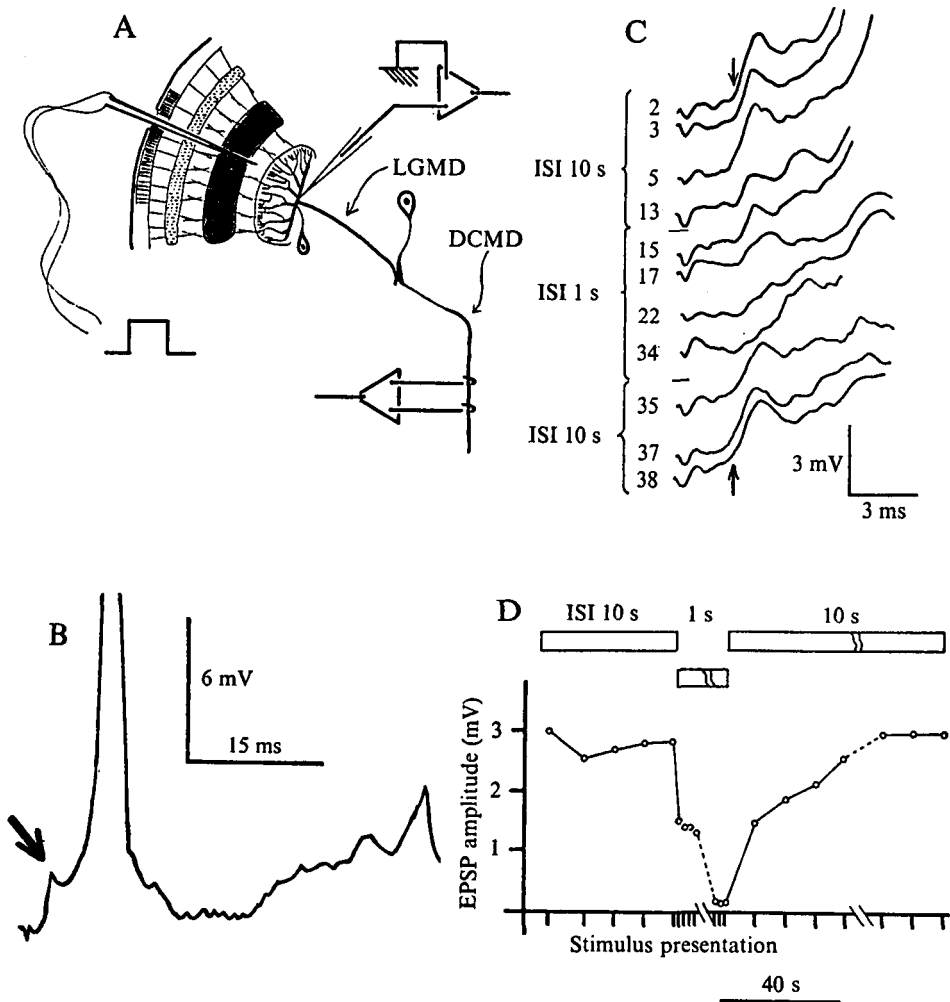 A
LGMD
DCMD
C
ISI 10 s
2
3
5
13
ISI 1 s
15
17
22
34
ISI 10 s
35
37
38
3 mV
3 ms
B
6 mV
15 ms
D
ISI 10 s
1 s
10 s
EPSP amplitude (mV)
3
2
1
Stimulus presentation
40 s